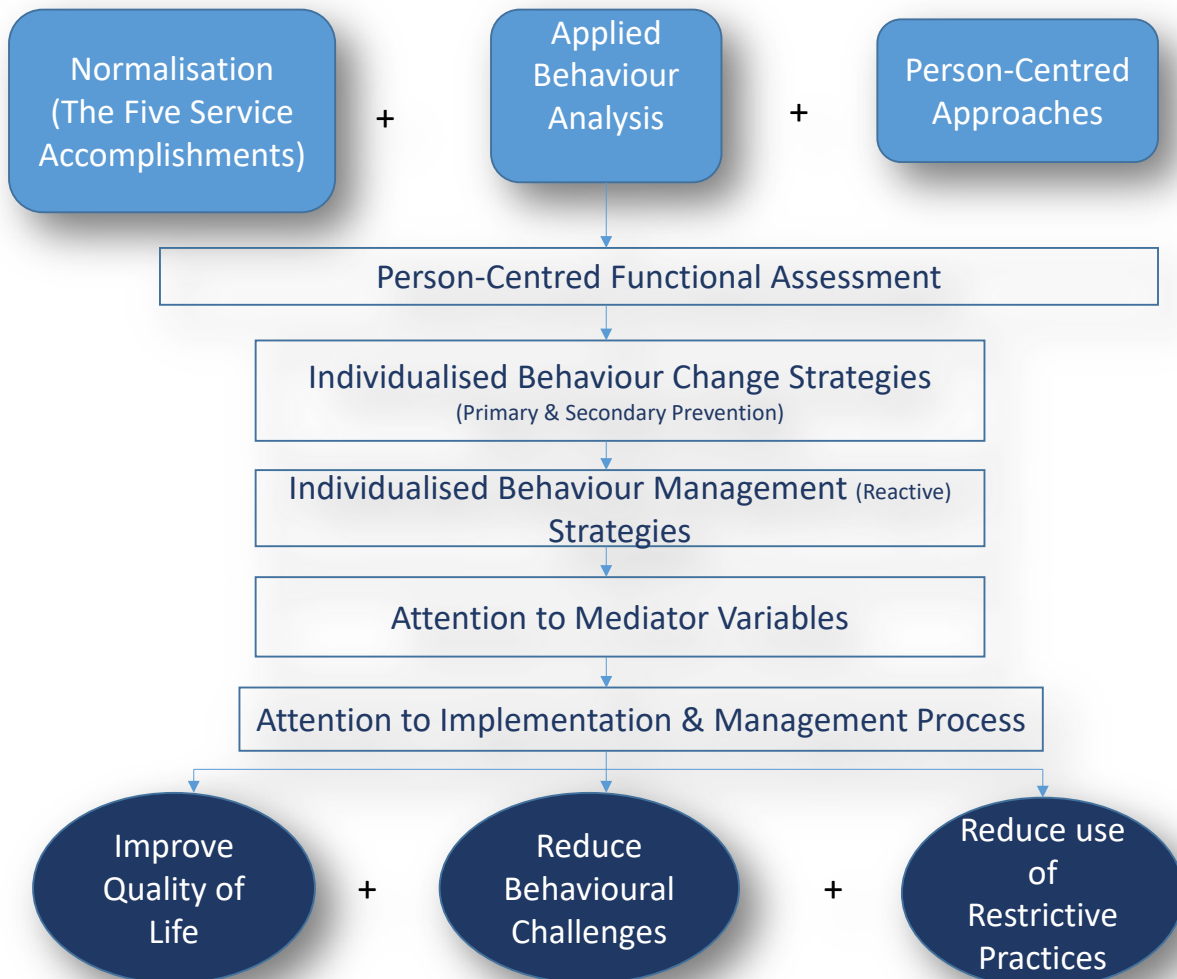 Normalisation
(The Five Service
Accomplishments)
+
Applied
Behaviour
Analysis
+
Person-Centred
Approaches
Person-Centred Functional Assessment
Individualised Behaviour Change Strategies
(Primary & Secondary Prevention)
Individualised Behaviour Management (Reactive)
Strategies
Attention to Mediator Variables
Attention to Implementation & Management Process
Improve
Quality of
Life
+
Reduce
Behavioural
Challenges
+
Reduce use
of
Restrictive
Practices